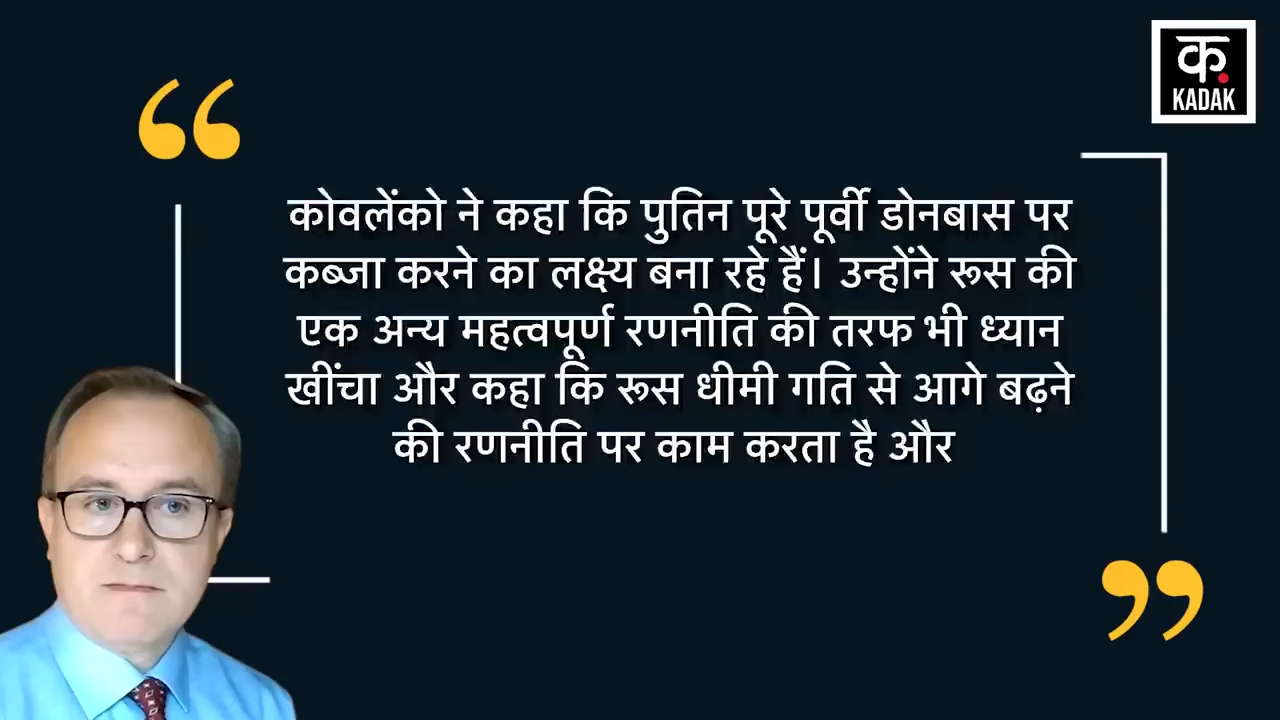 क
KADAK
“
कोवलेंको ने कहा कि पुतिन पूरे पूर्वी डोनबास पर
कब्जा करने का लक्ष्य बना रहे हैं। उन्होंने रूस की
एक अन्य महत्वपूर्ण रणनीति की तरफ भी ध्यान
खींचा और कहा कि रूस धीमी गति से आगे बढ़ने
की रणनीति पर काम करता है और
”